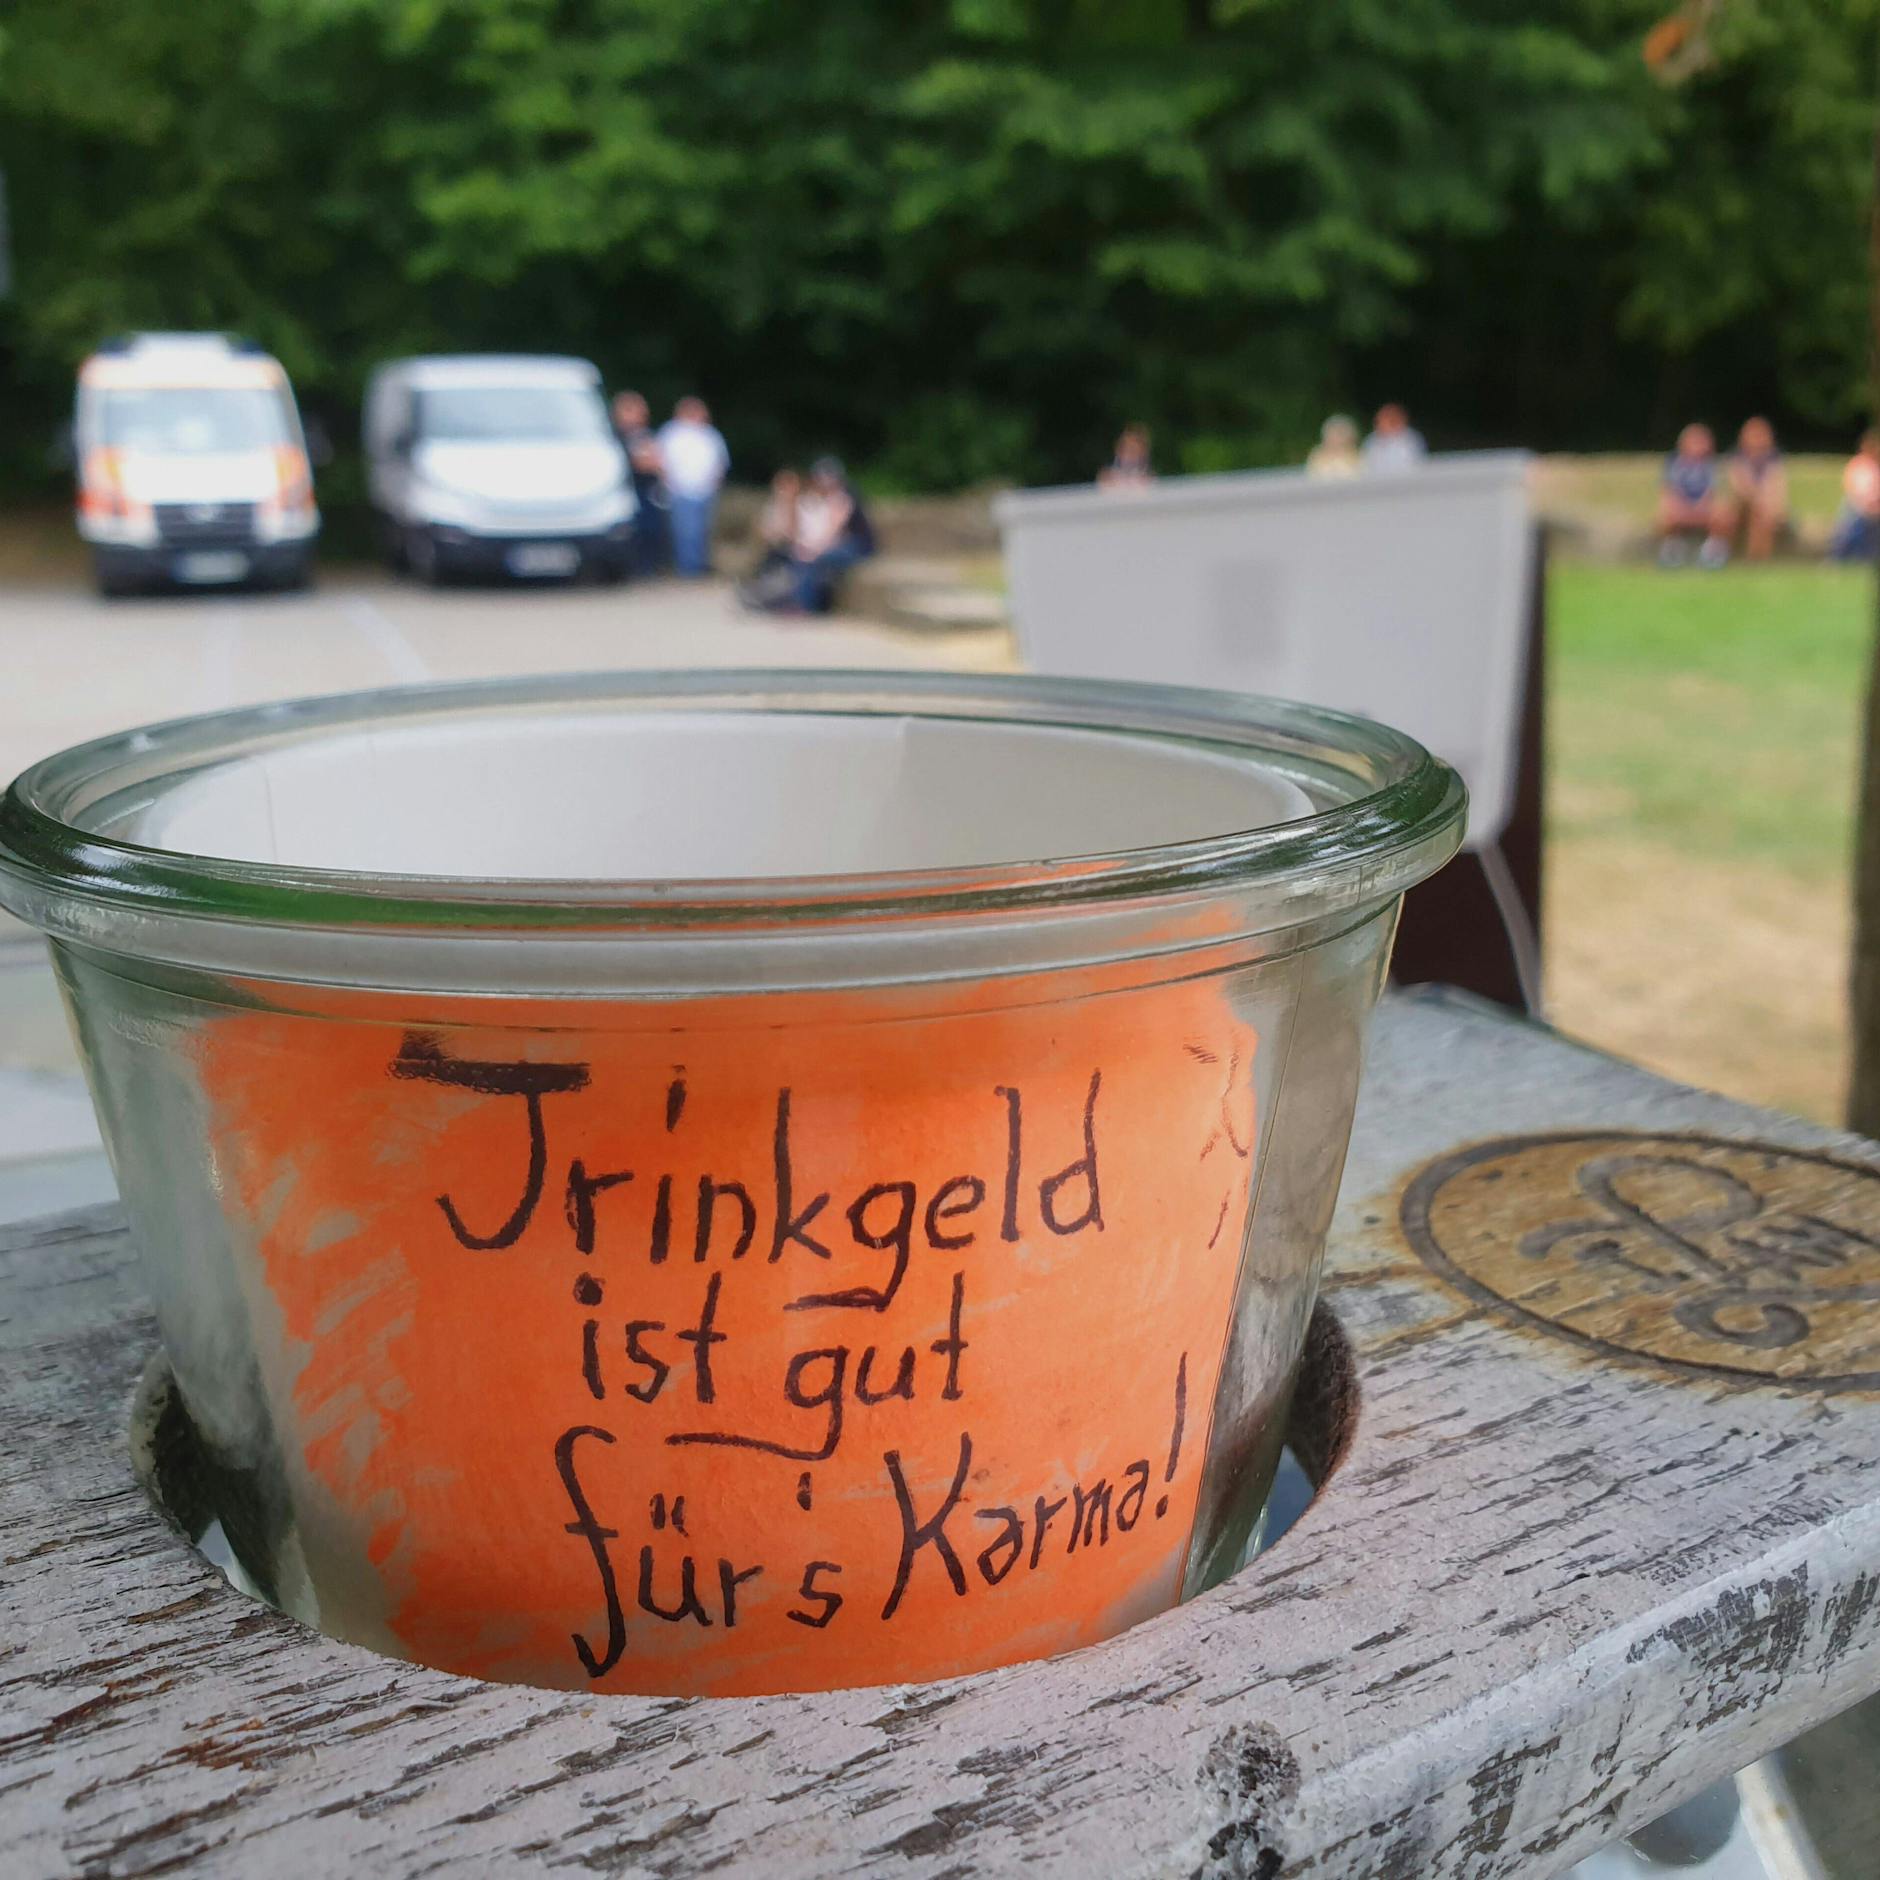 Trinkgeld
ist gut
für's Karma!